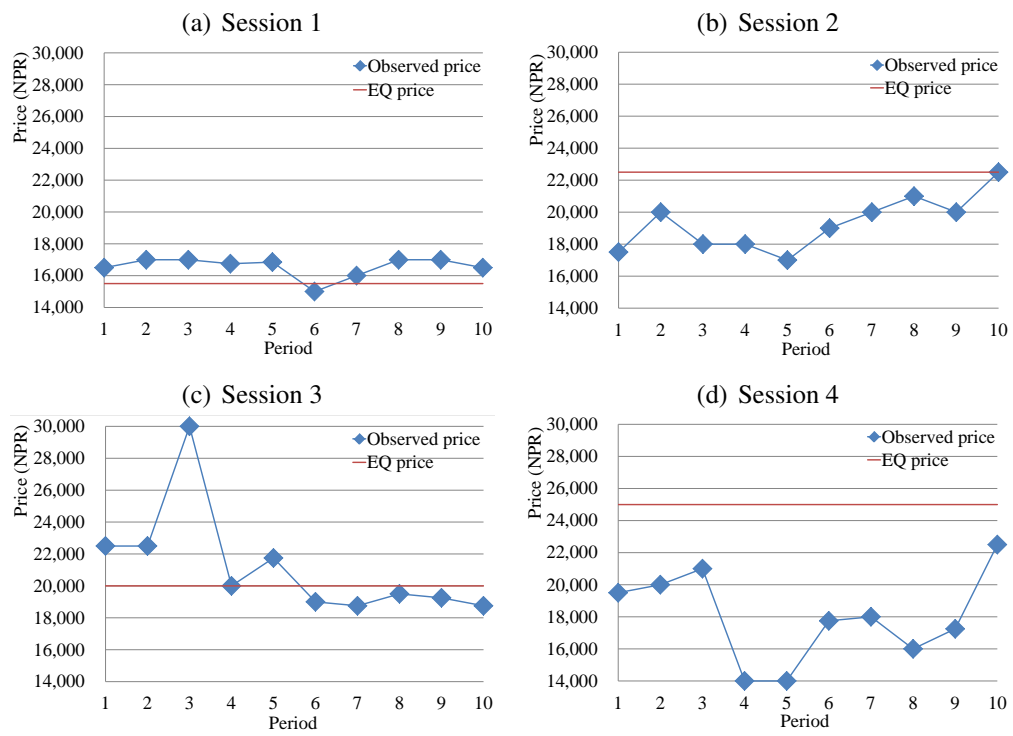 (a) Session 1
Price (NPR)
30,000
28,000
26,000
24,000
22,000
20,000
18,000
16,000
14,000
Observed price
EQ price
1 2 3 4 5 6 7 8 9 10
Period
(b) Session 2
Price (NPR)
30,000
28,000
26,000
24,000
22,000
20,000
18,000
16,000
14,000
Observed price
EQ price
1 2 3 4 5 6 7 8 9 10
Period
(c) Session 3
Price (NPR)
30,000
28,000
26,000
24,000
22,000
20,000
18,000
16,000
14,000
Observed price
EQ price
1 2 3 4 5 6 7 8 9 10
Period
(d) Session 4
Price (NPR)
30,000
28,000
26,000
24,000
22,000
20,000
18,000
16,000
14,000
Observed price
EQ price
1 2 3 4 5 6 7 8 9 10
Period